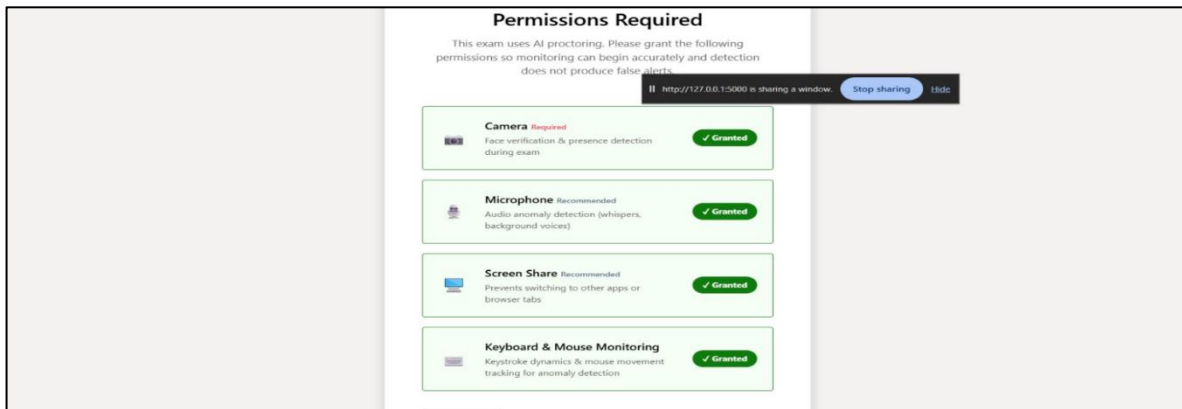 Permissions Required
This exam uses AI proctoring. Please grant the following
permissions so monitoring can begin accurately and detection
does not produce false alerts.
http://127.0.0.1:5000 is sharing a window. Stop sharing Hide
Camera Required
Face verification & presence detection
during exam
✓ Granted
Microphone Recommended
Audio anomaly detection (whispers,
background voices)
✓ Granted
Screen Share Recommended
Prevents switching to other apps or
browser tabs
✓ Granted
Keyboard & Mouse Monitoring
Keystroke dynamics & mouse movement
tracking for anomaly detection
✓ Granted